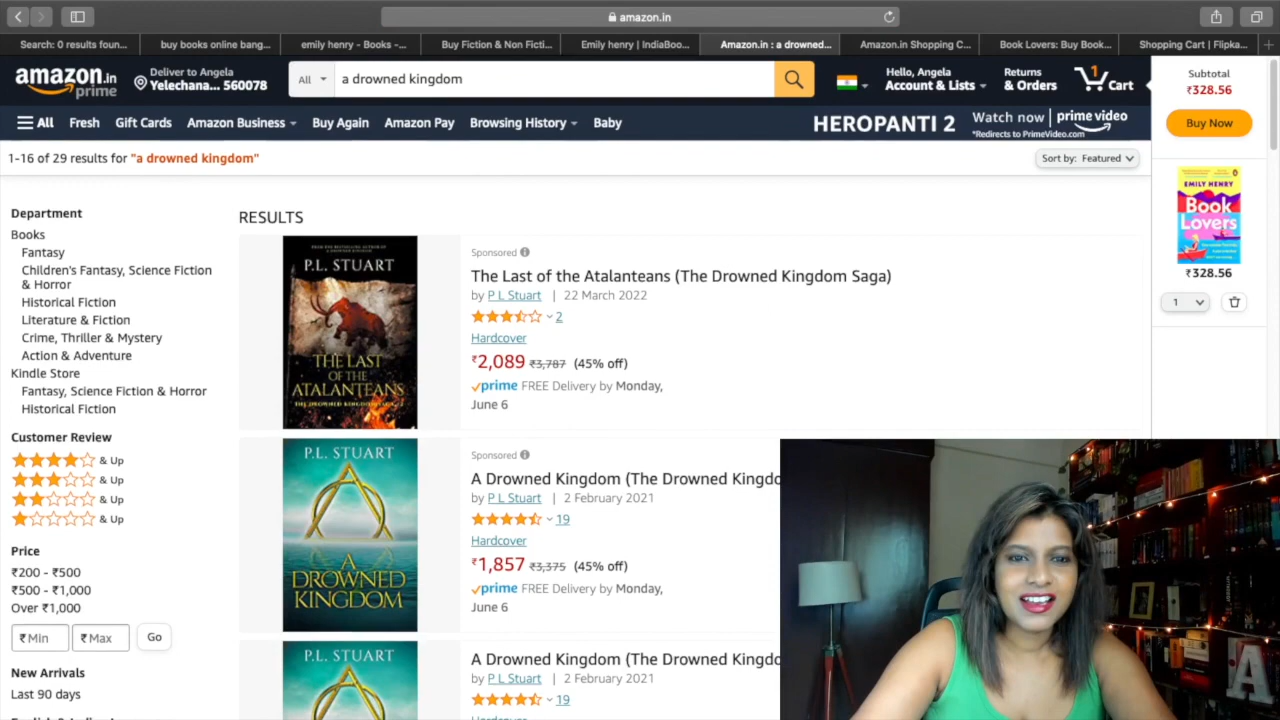 amazon.in
Search: 0 results foun...
buy books online bang...
emily henry - Books -...
Buy Fiction & Non Ficti...
Emily henry | IndiaBoo...
Amazon.in : a drowned...
Amazon.in Shopping C...
Book Lovers: Buy Book...
Shopping Cart | Flipka...
amazon.in
prime
Deliver to Angela
Yelechana... 560078
All
a drowned kingdom
Hello, Angela
Account & Lists
Returns
& Orders
1
Cart
Subtotal
₹328.56
Buy Now
All
Fresh
Gift Cards
Amazon Business
Buy Again
Amazon Pay
Browsing History
Baby
HEROPANTI 2
Watch now
prime video
*Redirects to PrimeVideo.com
1-16 of 29 results for "a drowned kingdom"
Sort by: Featured
EMILY HENRY
Book
Lovers
₹328.56
1
Department
Books
Fantasy
Children's Fantasy, Science Fiction
& Horror
Historical Fiction
Literature & Fiction
Crime, Thriller & Mystery
Action & Adventure
Kindle Store
Fantasy, Science Fiction & Horror
Historical Fiction
Customer Review
& Up
& Up
& Up
& Up
Price
₹200 - ₹500
₹500 - ₹1,000
Over ₹1,000
₹ Min
₹ Max
Go
New Arrivals
Last 90 days
RESULTS
P.L. STUART
THE LAST
OF THE
ATALANTEANS
Sponsored
The Last of the Atalanteans (The Drowned Kingdom Saga)
by P L Stuart | 22 March 2022
2
Hardcover
₹2,089 ₹3,787 (45% off)
prime FREE Delivery by Monday,
June 6
P.L. STUART
A
DROWNED
KINGDOM
Sponsored
A Drowned Kingdom (The Drowned Kingdo
by P L Stuart | 2 February 2021
19
Hardcover
₹1,857 ₹3,375 (45% off)
prime FREE Delivery by Monday,
June 6
P.L. STUART
A Drowned Kingdom (The Drowned Kingdo
by P L Stuart | 2 February 2021
19
A